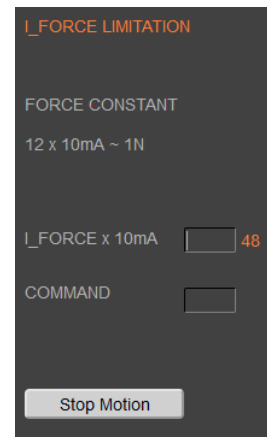 I_FORCE LIMITATION
FORCE CONSTANT
12 x 10mA ~ 1N
I_FORCE x 10mA 48
COMMAND
Stop Motion